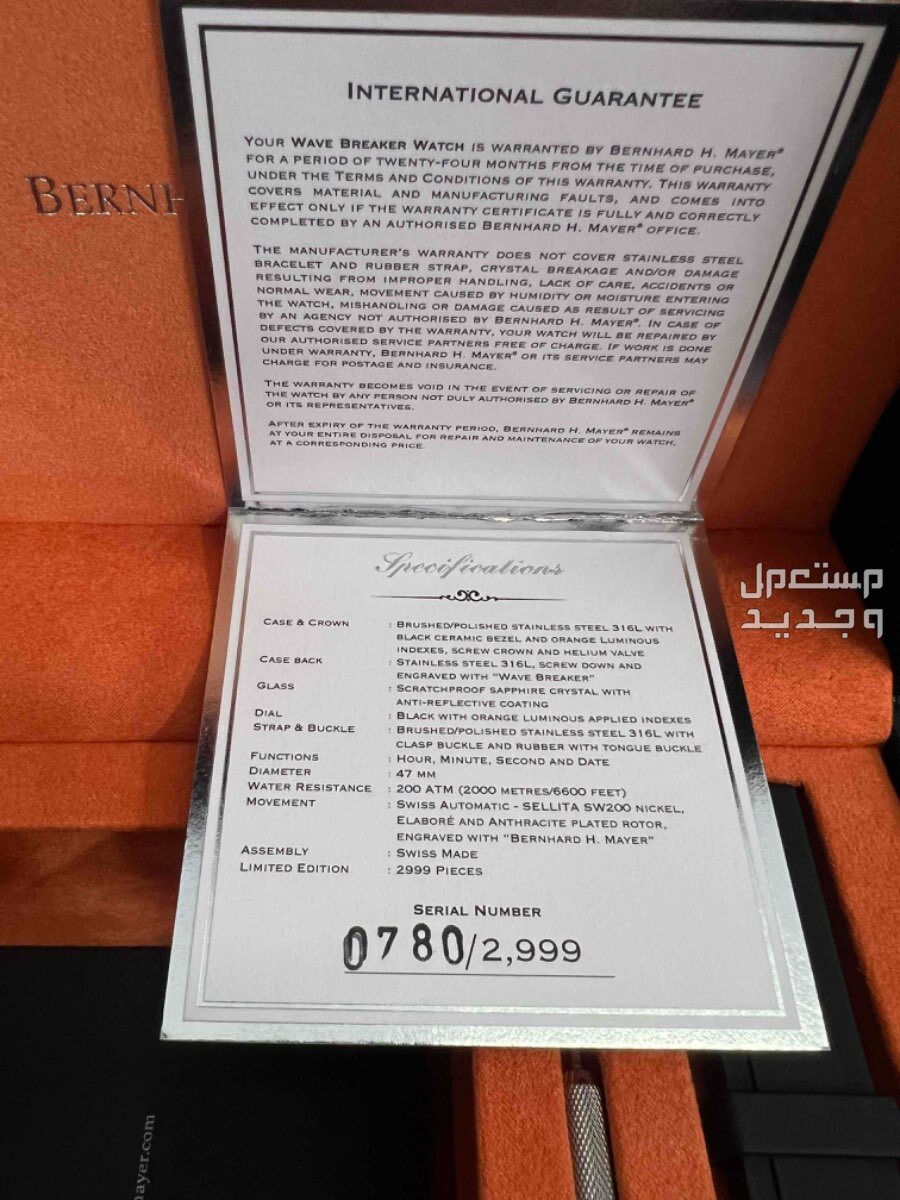 INTERNATIONAL GUARANTEE
YOUR WAVE BREAKER WATCH IS WARRANTED BY BERNHARD H. MAYER®
FOR A PERIOD OF TWENTY-FOUR MONTHS FROM THE TIME OF PURCHASE,
UNDER THE TERMS AND CONDITIONS OF THIS WARRANTY. THIS WARRANTY
COVERS MATERIAL AND MANUFACTURING FAULTS, AND COMES INTO
EFFECT ONLY IF THE WARRANTY CERTIFICATE IS FULLY AND CORRECTLY
COMPLETED BY AN AUTHORISED BERNHARD H. MAYER® OFFICE.
THE MANUFACTURER'S WARRANTY DOES NOT COVER STAINLESS STEEL
BRACELET AND RUBBER STRAP, CRYSTAL BREAKAGE AND/OR DAMAGE
RESULTING FROM IMPROPER HANDLING, LACK OF CARE, ACCIDENTS OR
NORMAL WEAR, MOVEMENT CAUSED BY HUMIDITY OR MOISTURE ENTERING
THE WATCH, MISHANDLING OR DAMAGE CAUSED AS RESULT OF SERVICING
BY AN AGENCY NOT AUTHORISED BY BERNHARD H. MAYER®. IN CASE OF
DEFECTS COVERED BY THE WARRANTY, YOUR WATCH WILL BE REPAIRED BY
OUR AUTHORISED SERVICE PARTNERS FREE OF CHARGE. IF WORK IS DONE
UNDER WARRANTY, BERNHARD H. MAYER® OR ITS SERVICE PARTNERS MAY
CHARGE FOR POSTAGE AND INSURANCE.
THE WARRANTY BECOMES VOID IN THE EVENT OF SERVICING OR REPAIR OF
THE WATCH BY ANY PERSON NOT DULY AUTHORISED BY BERNHARD H. MAYER®
OR ITS REPRESENTATIVES.
AFTER EXPIRY OF THE WARRANTY PERIOD, BERNHARD H. MAYER® REMAINS
AT YOUR ENTIRE DISPOSAL FOR REPAIR AND MAINTENANCE OF YOUR WATCH,
AT A CORRESPONDING PRICE.
BERNH
Specifications
مستعمل
وجديد
CASE & CROWN : BRUSHED/POLISHED STAINLESS STEEL 316L WITH
BLACK CERAMIC BEZEL AND ORANGE LUMINOUS
INDEXES, SCREW CROWN AND HELIUM VALVE
CASE BACK : STAINLESS STEEL 316L, SCREW DOWN AND
ENGRAVED WITH "WAVE BREAKER"
GLASS : SCRATCHPROOF SAPPHIRE CRYSTAL WITH
ANTI-REFLECTIVE COATING
DIAL : BLACK WITH ORANGE LUMINOUS APPLIED INDEXES
STRAP & BUCKLE : BRUSHED/POLISHED STAINLESS STEEL 316L WITH
CLASP BUCKLE AND RUBBER WITH TONGUE BUCKLE
FUNCTIONS : HOUR, MINUTE, SECOND AND DATE
DIAMETER : 47 MM
WATER RESISTANCE : 200 ATM (2000 METRES/6600 FEET)
MOVEMENT : SWISS AUTOMATIC - SELLITA SW200 NICKEL,
ELABORÉ AND ANTHRACITE PLATED ROTOR,
ENGRAVED WITH "BERNHARD H. MAYER"
ASSEMBLY : SWISS MADE
LIMITED EDITION : 2999 PIECES
SERIAL NUMBER
0780/2,999
ayer.com